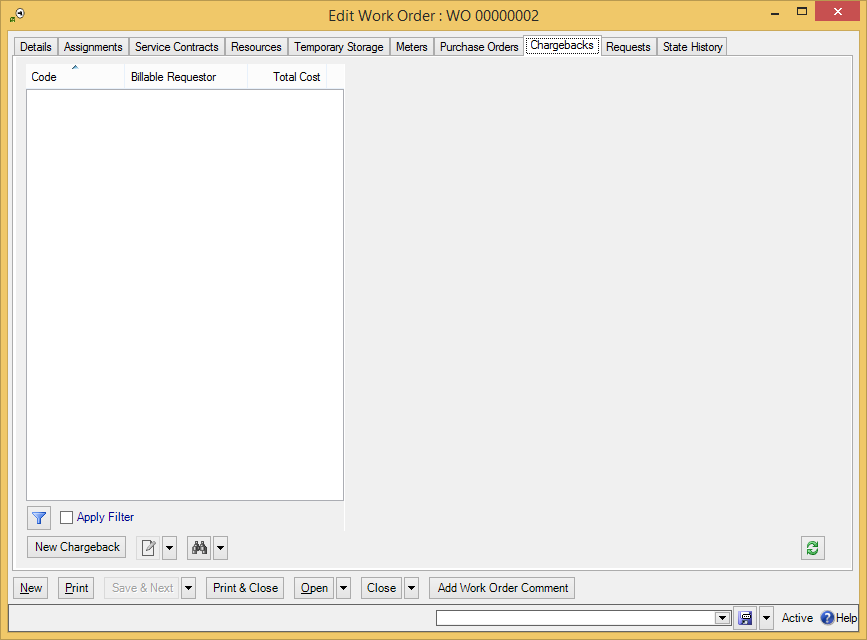 Edit Work Order : WO 00000002
Details Assignments Service Contracts Resources Temporary Storage Meters Purchase Orders Chargebacks Requests State History
Code Billable Requestor Total Cost
Apply Filter
New Chargeback
New Print Save & Next Print & Close Open Close Add Work Order Comment
Active Help